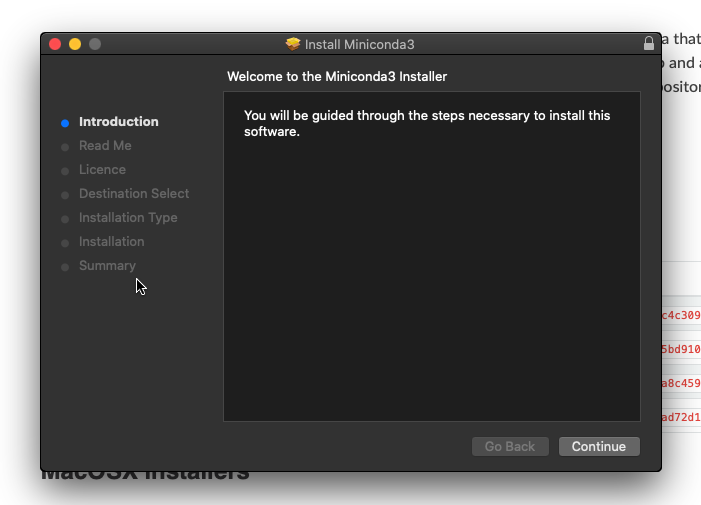 Install Miniconda3
Welcome to the Miniconda3 Installer
Introduction
Read Me
Licence
Destination Select
Installation Type
Installation
Summary
You will be guided through the steps necessary to install this
software.
Go Back
Continue
a that
and a
c4c309
5bd910
a8c459
ad72d1
MacOSX Installers